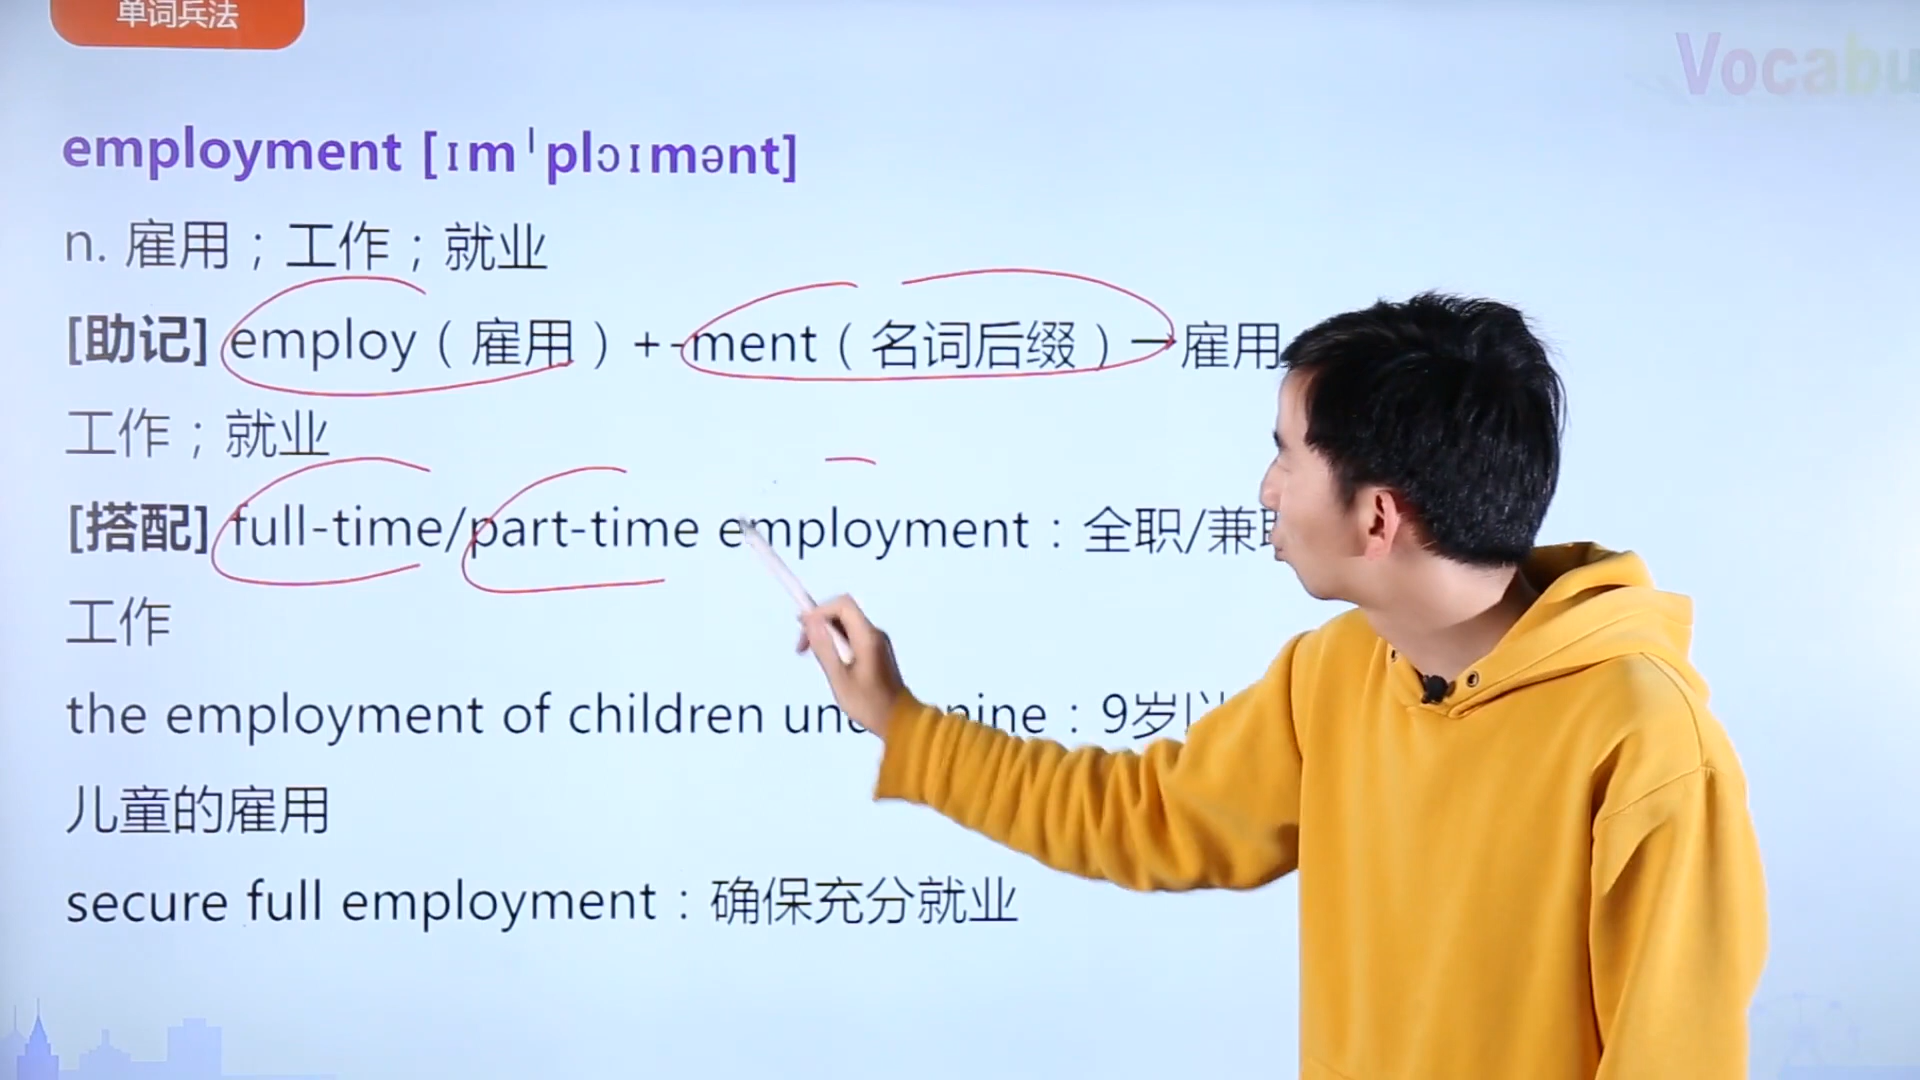 单词兵法
Vocabu
employment [ɪmˈplɔɪmənt]
n. 雇用；工作；就业
[助记] employ（雇用）+ -ment（名词后缀）→雇用
工作；就业
[搭配] full-time/part-time employment：全职/兼
工作
the employment of children nine：9岁以
儿童的雇用
secure full employment：确保充分就业